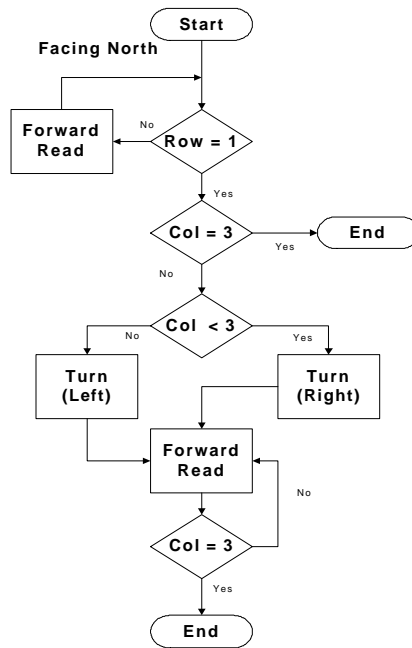 Start
Facing North
Forward
Read
No
Row = 1
Yes
Col = 3
Yes
End
No
Col < 3
No
Yes
Turn
(Left)
Turn
(Right)
Forward
Read
No
Col = 3
Yes
End